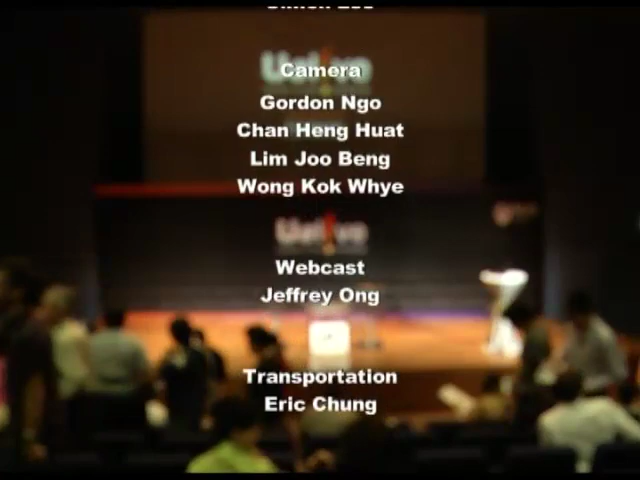 Camera
Gordon Ngo
Chan Heng Huat
Lim Joo Beng
Wong Kok Whye
Webcast
Jeffrey Ong
Transportation
Eric Chung